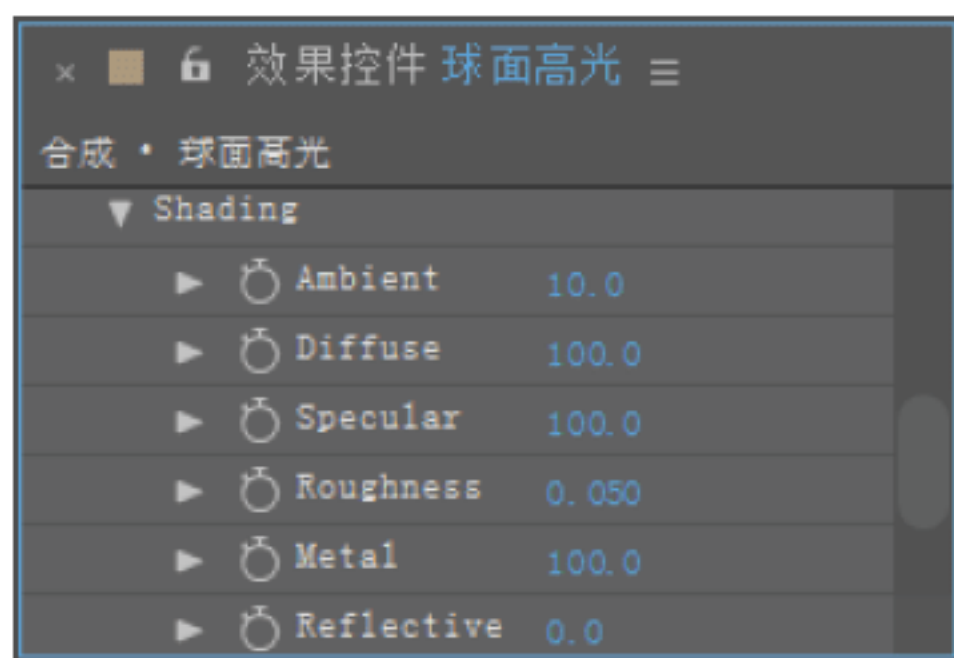 × 效果控件 球面高光 ≡
合成 · 球面高光
Shading
Ambient 10.0
Diffuse 100.0
Specular 100.0
Roughness 0.050
Metal 100.0
Reflective 0.0